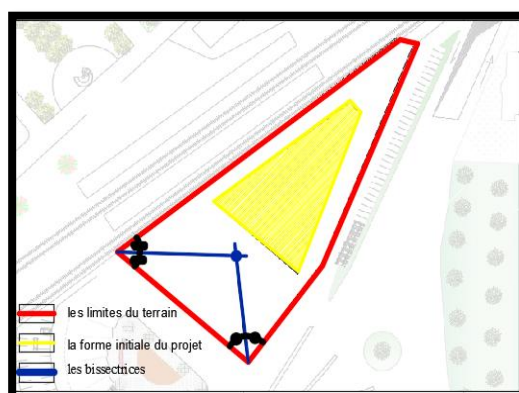 les limites du terrain
la forme initiale du projet
les bissectrices